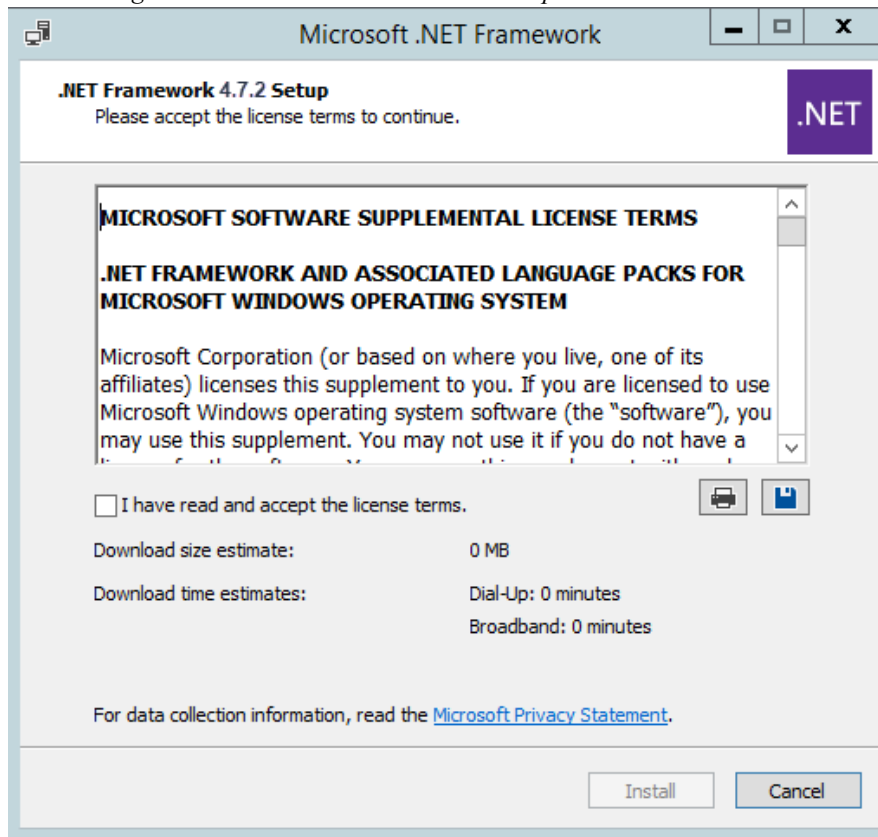 Microsoft .NET Framework
.NET Framework 4.7.2 Setup
Please accept the license terms to continue.
.NET
MICROSOFT SOFTWARE SUPPLEMENTAL LICENSE TERMS
.NET FRAMEWORK AND ASSOCIATED LANGUAGE PACKS FOR
MICROSOFT WINDOWS OPERATING SYSTEM
Microsoft Corporation (or based on where you live, one of its
affiliates) licenses this supplement to you. If you are licensed to use
Microsoft Windows operating system software (the “software”), you
may use this supplement. You may not use it if you do not have a
I have read and accept the license terms.
Download size estimate: 0 MB
Download time estimates: Dial-Up: 0 minutes
Broadband: 0 minutes
For data collection information, read the Microsoft Privacy Statement.
Install Cancel